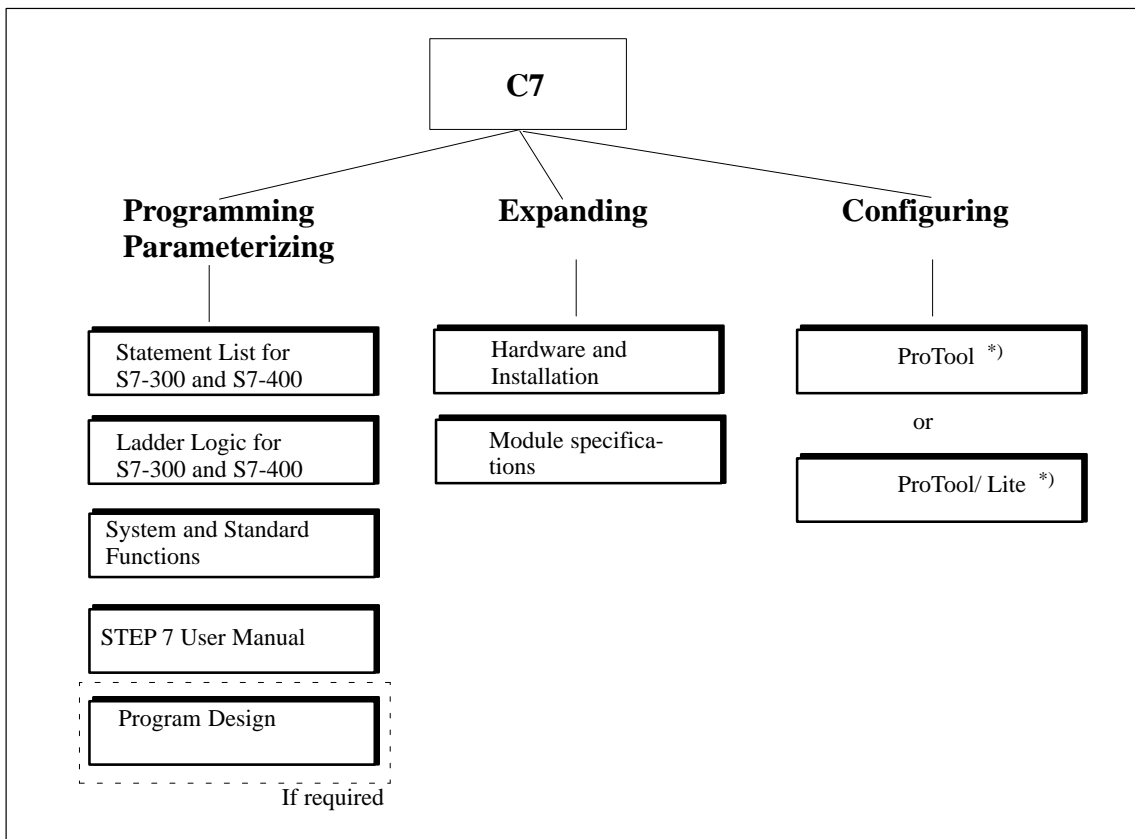 C7
Programming
Parameterizing
Expanding
Configuring
Statement List for
S7-300 and S7-400
Ladder Logic for
S7-300 and S7-400
System and Standard
Functions
STEP 7 User Manual
Program Design
If required
Hardware and
Installation
Module specifica-
tions
ProTool *)
or
ProTool/ Lite *)